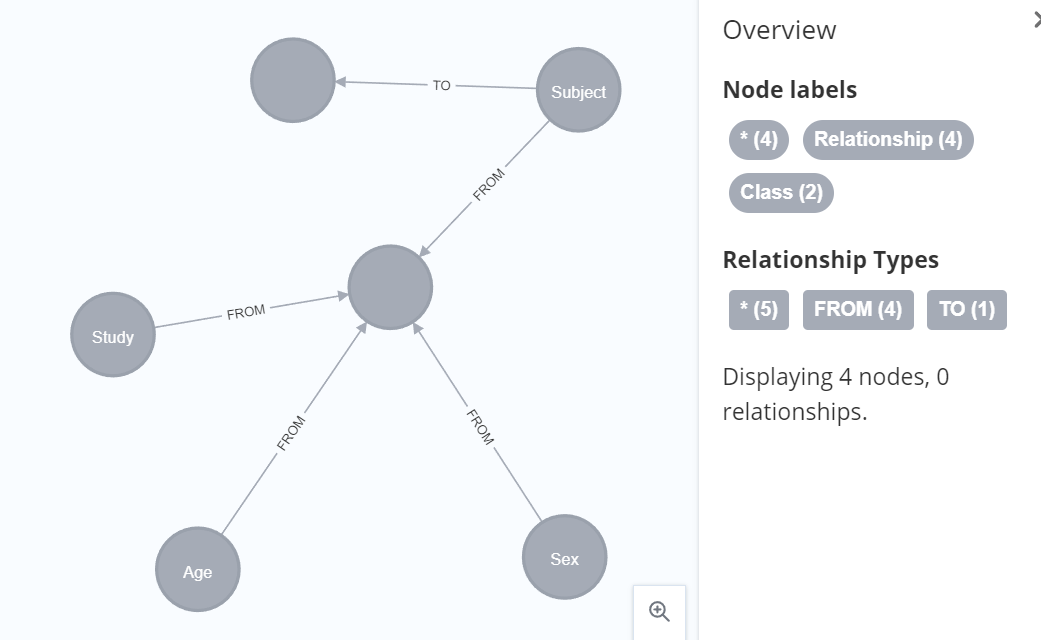 TO
Subject
FROM
Study
FROM
FROM
FROM
Age
Sex
Overview
Node labels
* (4) Relationship (4)
Class (2)
Relationship Types
* (5) FROM (4) TO (1)
Displaying 4 nodes, 0
relationships.